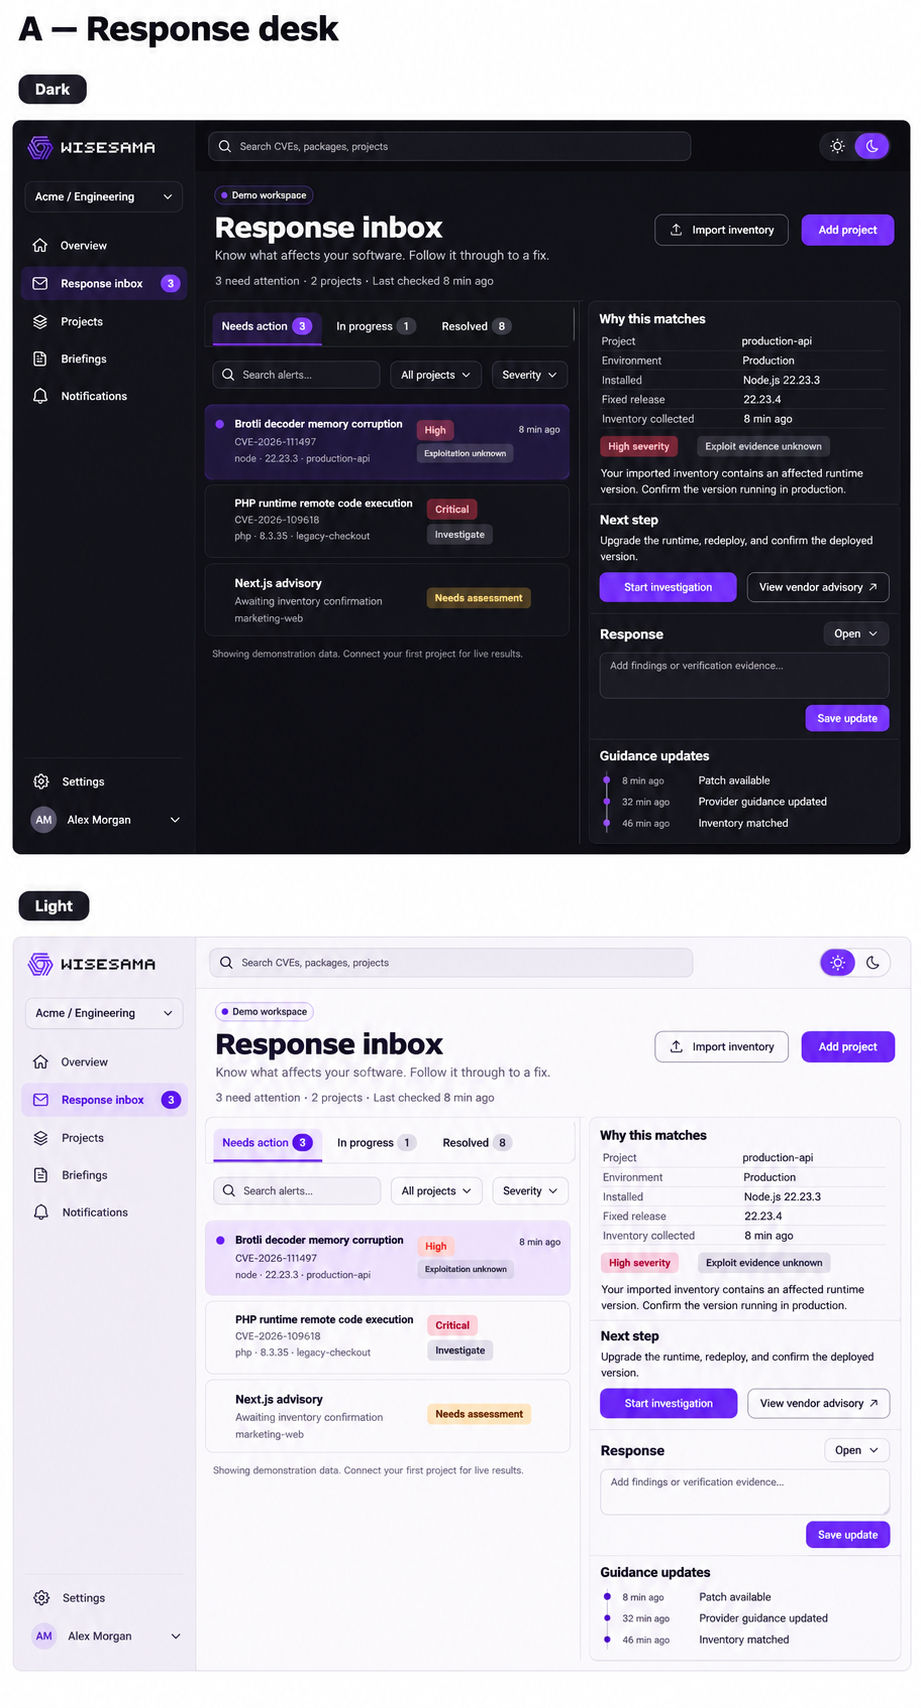 A — Response desk
Dark
WISESAMA
Search CVEs, packages, projects
Acme / Engineering
Overview
Response inbox 3
Projects
Briefings
Notifications
Settings
AM Alex Morgan
Demo workspace
Response inbox
Know what affects your software. Follow it through to a fix.
3 need attention · 2 projects · Last checked 8 min ago
Import inventory
Add project
Needs action 3 In progress 1 Resolved 8
Search alerts... All projects Severity
Brotli decoder memory corruption High 8 min ago
CVE-2026-111497 Exploitation unknown
node · 22.23.3 · production-api
PHP runtime remote code execution Critical
CVE-2026-109618
php · 8.3.35 · legacy-checkout Investigate
Next.js advisory
Awaiting inventory confirmation Needs assessment
marketing-web
Showing demonstration data. Connect your first project for live results.
Why this matches
Project production-api
Environment Production
Installed Node.js 22.23.3
Fixed release 22.23.4
Inventory collected 8 min ago
High severity Exploit evidence unknown
Your imported inventory contains an affected runtime
version. Confirm the version running in production.
Next step
Upgrade the runtime, redeploy, and confirm the deployed
version.
Start investigation View vendor advisory ↗
Response Open
Add findings or verification evidence...
Save update
Guidance updates
8 min ago Patch available
32 min ago Provider guidance updated
46 min ago Inventory matched
Light
WISESAMA
Search CVEs, packages, projects
Acme / Engineering
Overview
Response inbox 3
Projects
Briefings
Notifications
Settings
AM Alex Morgan
Demo workspace
Response inbox
Know what affects your software. Follow it through to a fix.
3 need attention · 2 projects · Last checked 8 min ago
Import inventory
Add project
Needs action 3 In progress 1 Resolved 8
Search alerts... All projects Severity
Brotli decoder memory corruption High 8 min ago
CVE-2026-111497 Exploitation unknown
node · 22.23.3 · production-api
PHP runtime remote code execution Critical
CVE-2026-109618
php · 8.3.35 · legacy-checkout Investigate
Next.js advisory
Awaiting inventory confirmation Needs assessment
marketing-web
Showing demonstration data. Connect your first project for live results.
Why this matches
Project production-api
Environment Production
Installed Node.js 22.23.3
Fixed release 22.23.4
Inventory collected 8 min ago
High severity Exploit evidence unknown
Your imported inventory contains an affected runtime
version. Confirm the version running in production.
Next step
Upgrade the runtime, redeploy, and confirm the deployed
version.
Start investigation View vendor advisory ↗
Response Open
Add findings or verification evidence...
Save update
Guidance updates
8 min ago Patch available
32 min ago Provider guidance updated
46 min ago Inventory matched